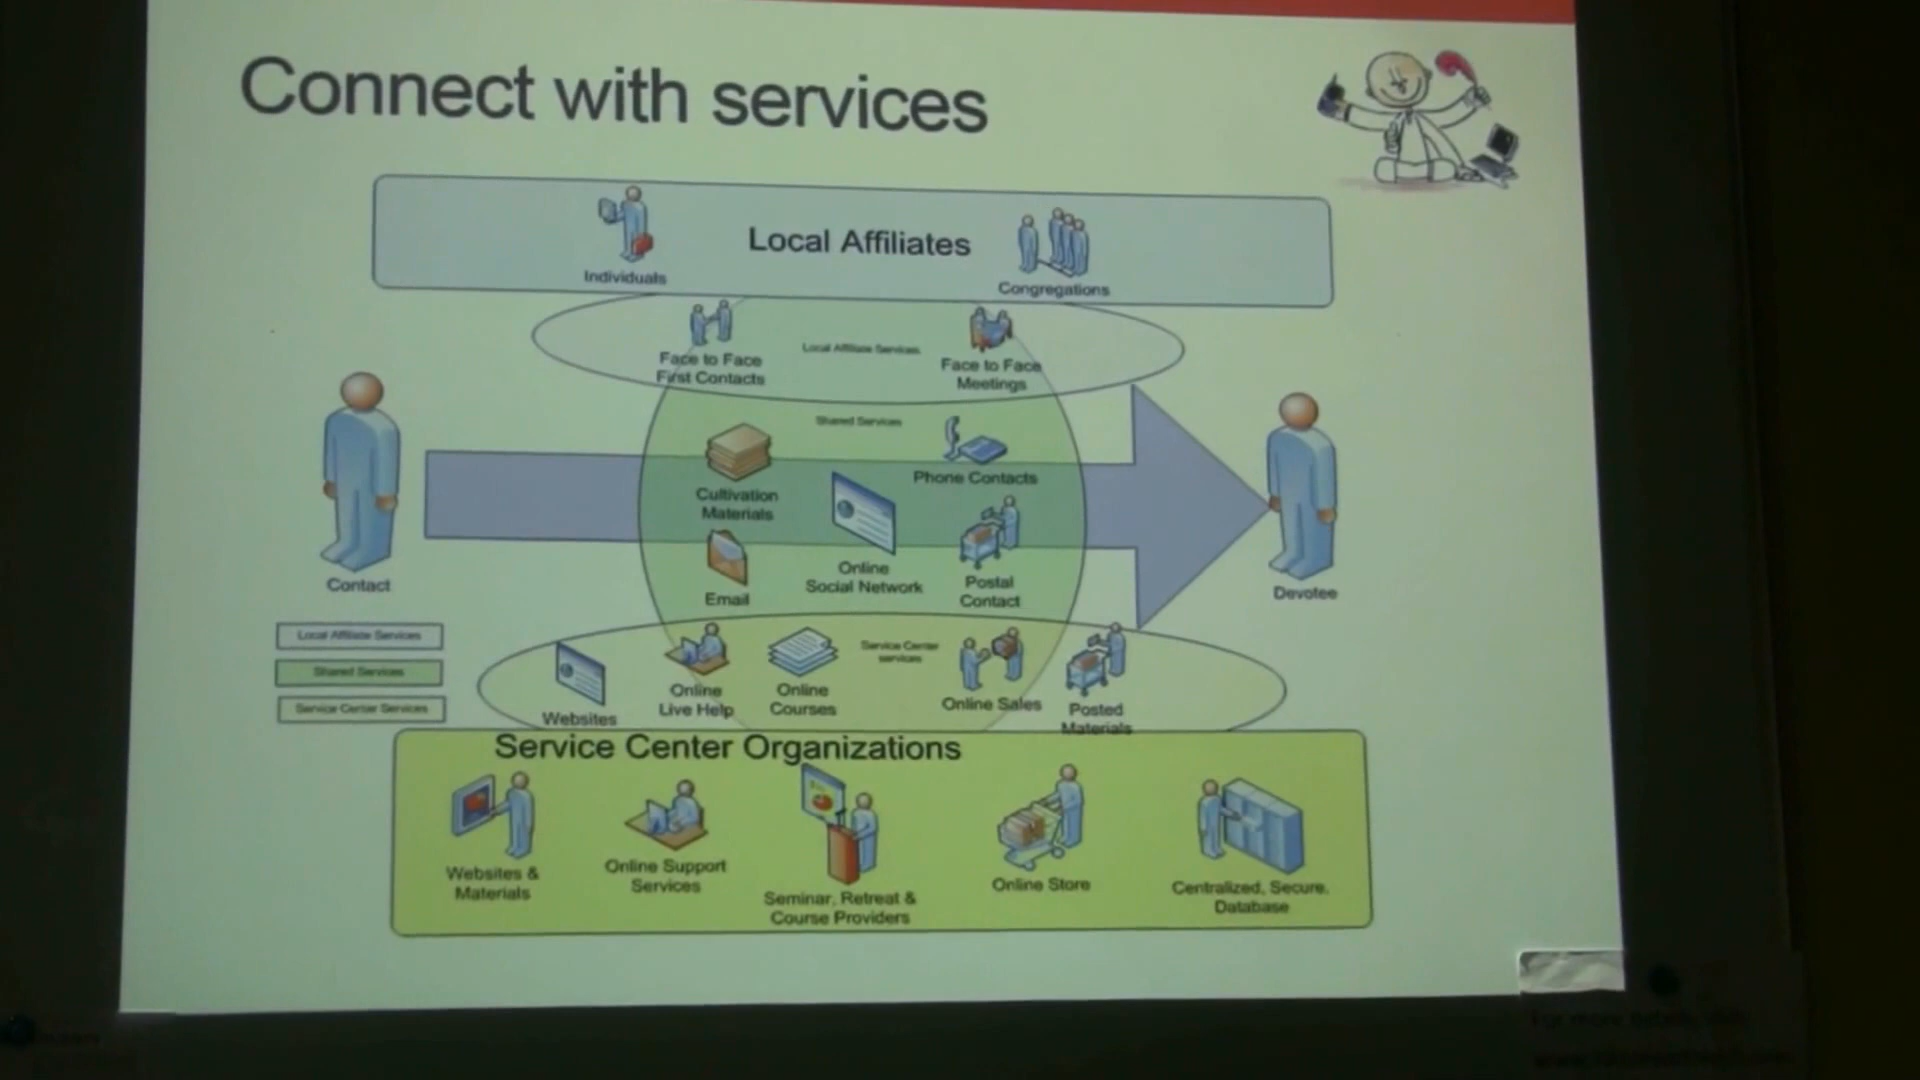 Connect with services
Individuals
Local Affiliates
Congregations
Face to Face
First Contacts
Local Affiliate Services
Face to Face
Meetings
Shared Services
Phone Contacts
Cultivation
Materials
Online
Social Network
Email
Postal
Contact
Contact
Devotee
Local Affiliate Services
Shared Services
Service Center Services
Websites
Online
Live Help
Online
Courses
Service Center
services
Online Sales
Posted
Materials
Service Center Organizations
Websites &
Materials
Online Support
Services
Seminar, Retreat &
Course Providers
Online Store
Centralized, Secure,
Database